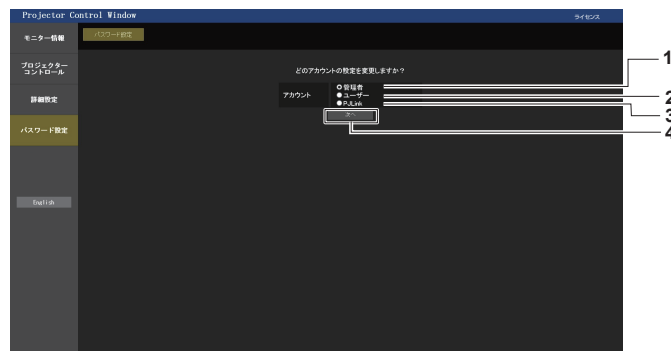 Projector Control Window
ライセンス
モニター情報
パスワード設定
プロジェクター
コントロール
どのアカウントの設定を変更しますか？
アカウント
管理者
ユーザー
PJLink
次へ
詳細設定
パスワード設定
English
1
2
3
4